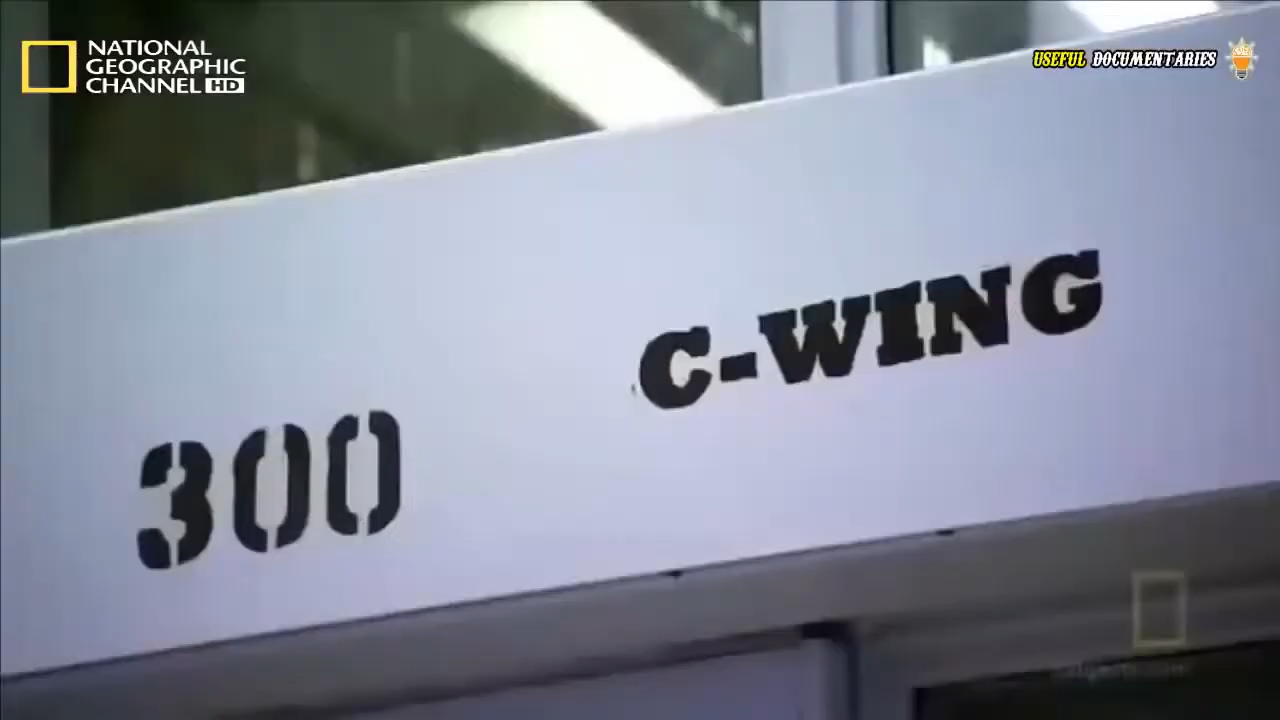 NATIONAL
GEOGRAPHIC
CHANNEL HD
USEFUL DOCUMENTARIES
C-WING
300